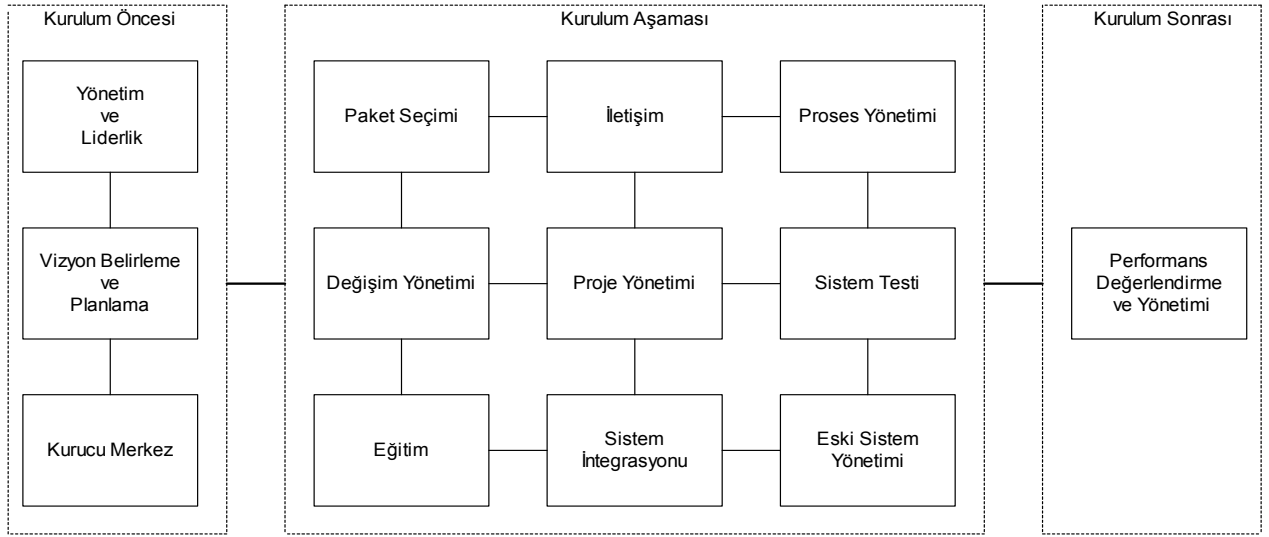 Kurulum Öncesi
Yönetim
ve
Liderlik
Vizyon Belirleme
ve
Planlama
Kurucu Merkez
Kurulum Aşaması
Paket Seçimi
İletişim
Proses Yönetimi
Değişim Yönetimi
Proje Yönetimi
Sistem Testi
Eğitim
Sistem
İntegrasyonu
Eski Sistem
Yönetimi
Kurulum Sonrası
Performans
Değerlendirme
ve Yönetimi